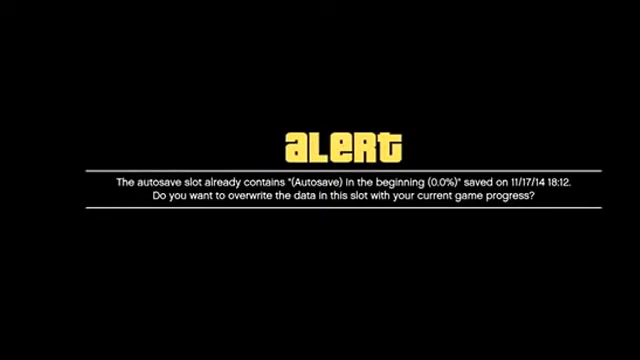 alert
The autosave slot already contains "(Autosave) In the beginning (0.0%)" saved on 11/17/14 18:12.
Do you want to overwrite the data in this slot with your current game progress?